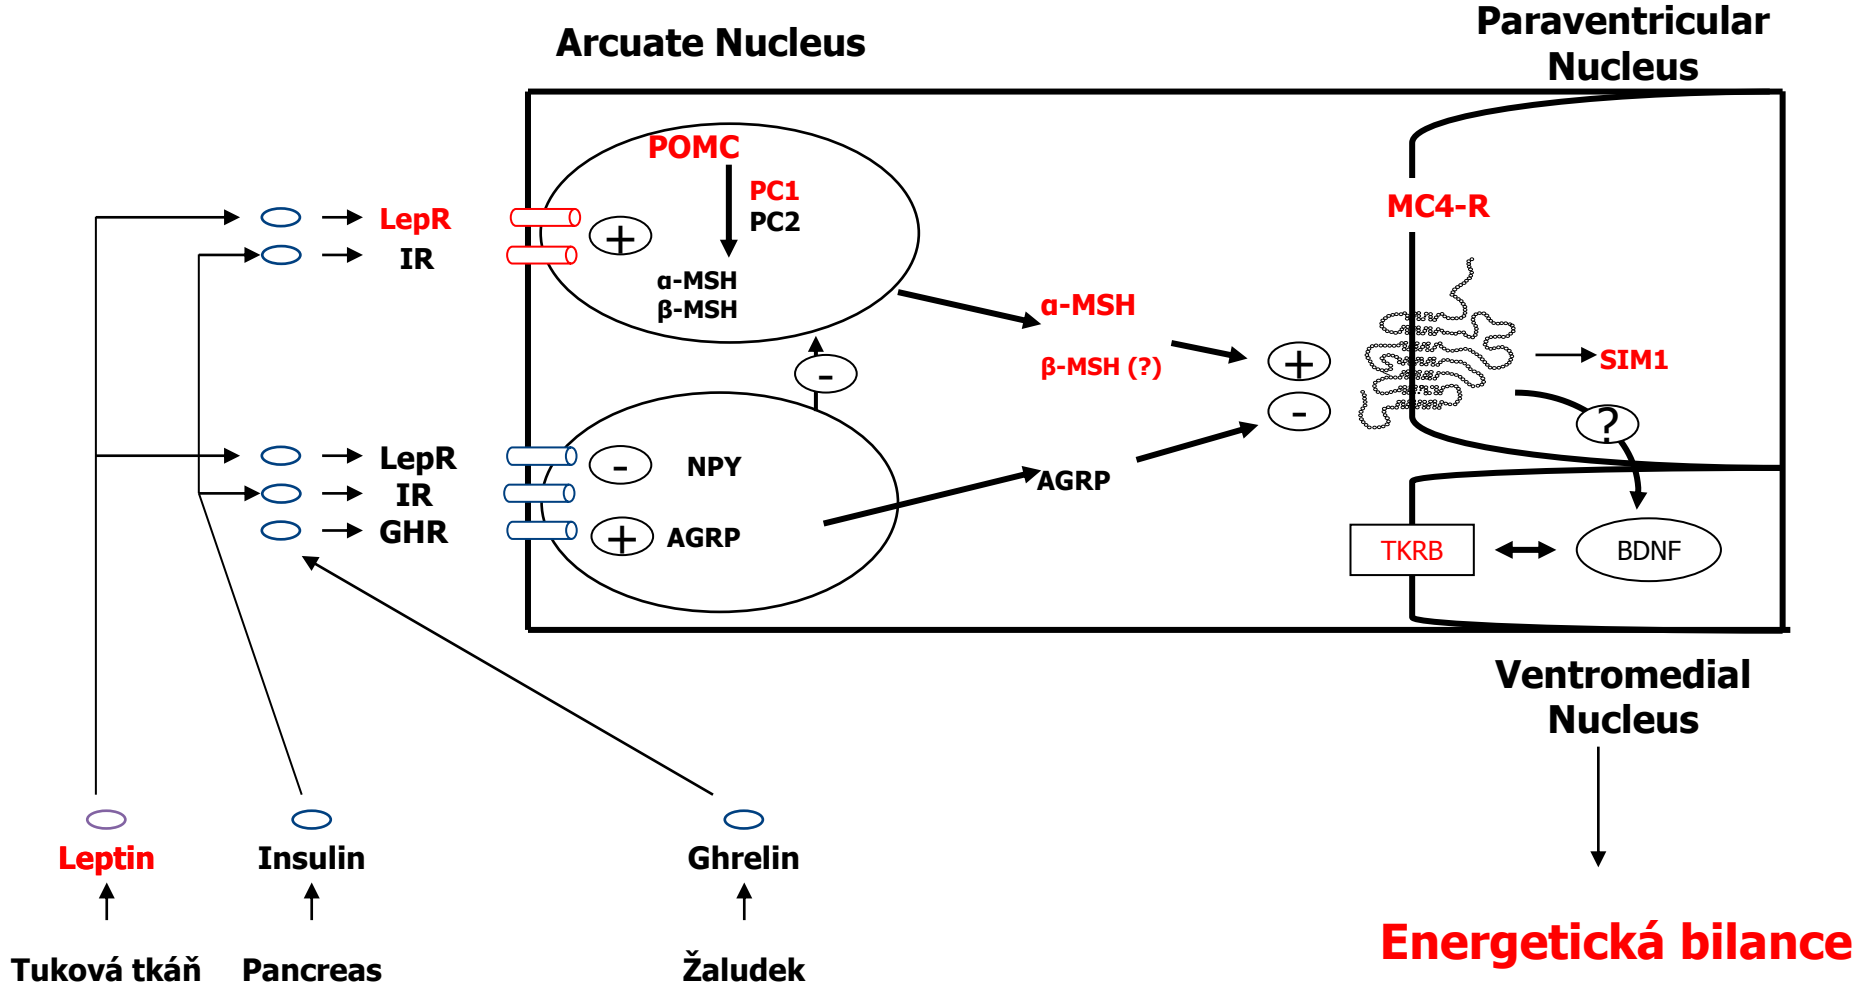 Arcuate Nucleus
Paraventricular
Nucleus
POMC
PC1
PC2
α-MSH
β-MSH
LepR
IR
+
-
α-MSH
β-MSH (?)
+
-
MC4-R
SIM1
?
LepR
IR
GHR
-
NPY
+
AGRP
AGRP
TKRB
BDNF
Ventromedial
Nucleus
Leptin
Insulin
Ghrelin
Energetická bilance
Tuková tkáň
Pancreas
Žaludek